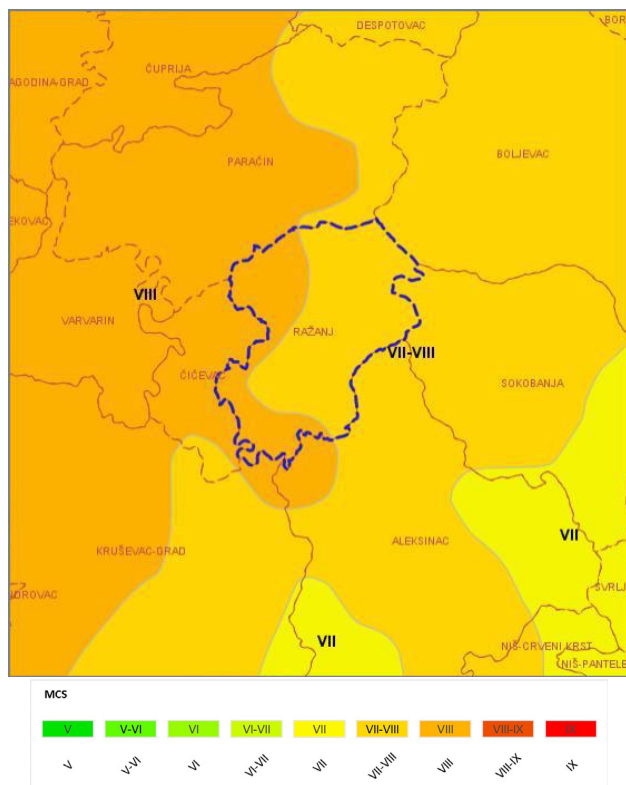 DESPOTOVAC
BOR
ČUPRIJA
AGODINA-GRAD
PARAĆIN
BOLJEVAC
EKOVAC
VIII
VARVARIN
RAŽANJ
VII-VIII
ČIĆEVAC
SOKOBANJA
VII
ALEKSINAC
KRUŠEVAC-GRAD
SVRLJ
NDROVAC
VII
NIŠ-CRVENI KRST
NIŠ-PANTELE
MCS
V V-VI VI VI-VII VII VII-VIII VIII VIII-IX IX
V V-VI VI VI-VII VII VII-VIII VIII VIII-IX IX